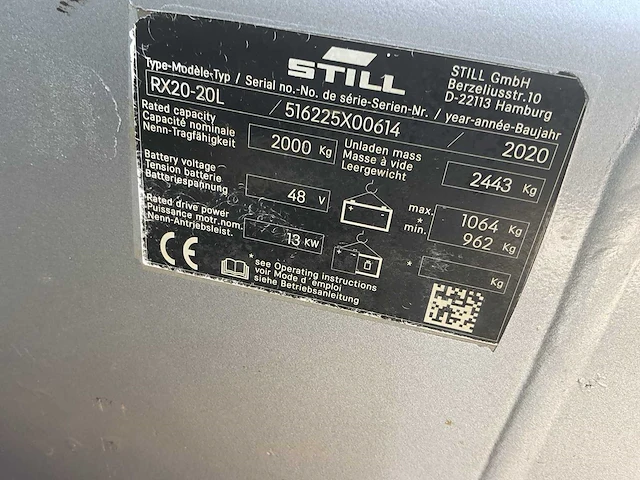 STILL
STILL GmbH
Berzeliusstr.10
D-22113 Hamburg
Type-Modèle-Typ / Serial no.-No. de série-Serien-Nr. / year-année-Baujahr
RX20-20L / 516225X00614 / 2020
Rated capacity
Capacité nominale
Nenn-Tragfähigkeit
2000 Kg
Unladen mass
Masse à vide
Leergewicht
2443 Kg
Battery voltage
Tension batterie
Batteriespannung
48 V
max. 1064 Kg
* min. 962 Kg
Rated drive power
Puissance motr.nom.
Nenn-Antriebsleist.
13 KW
* Kg
CE
*see Operating instructions
voir Mode d'emploi
siehe Betriebsanleitung